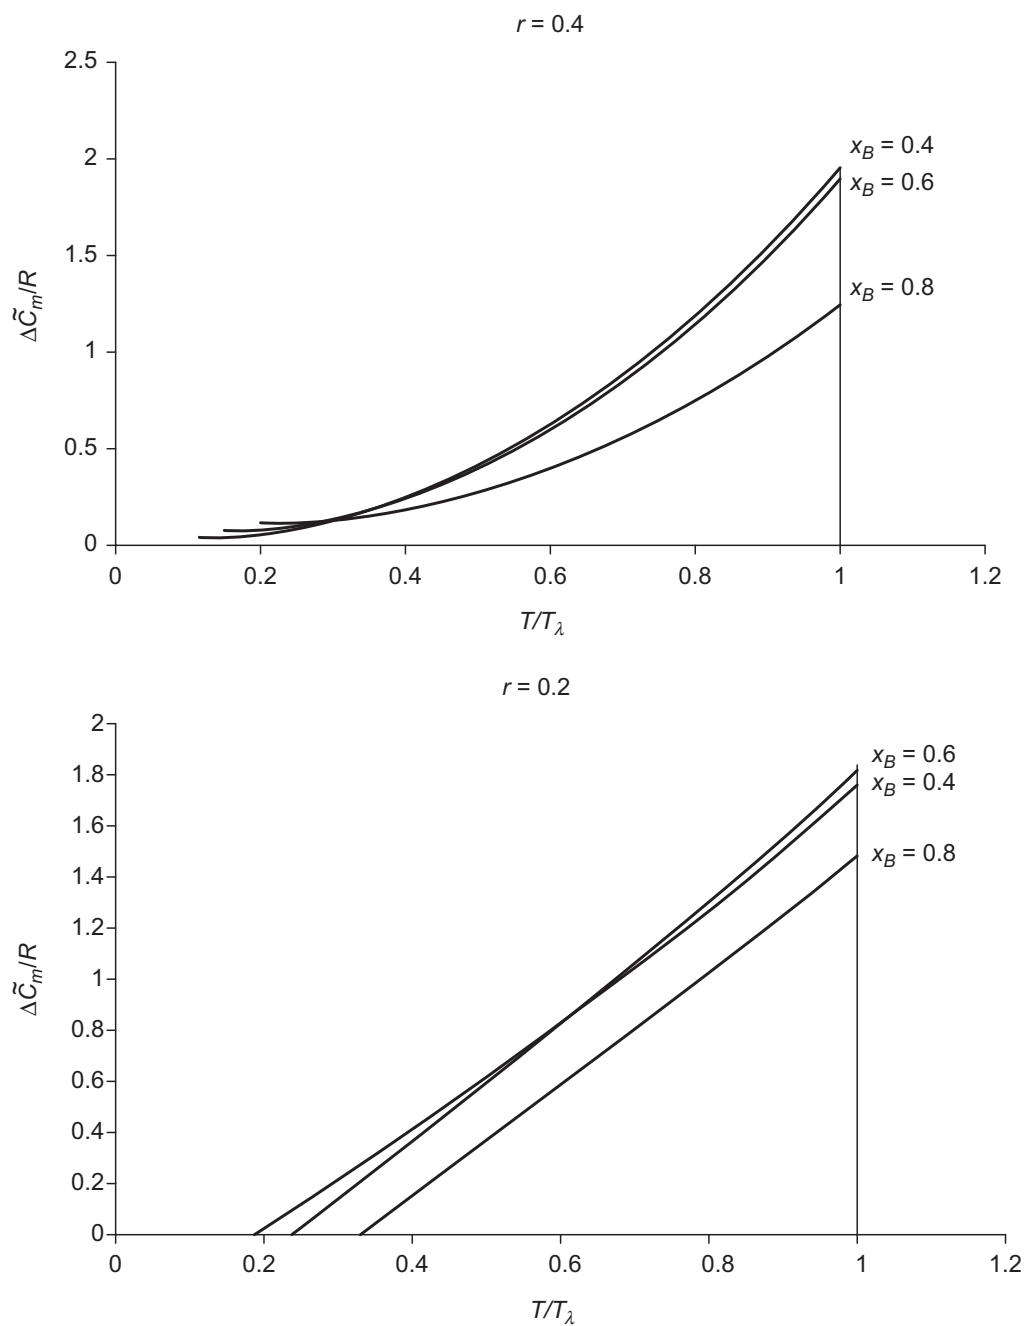 r = 0.4
2.5
2
1.5
1
0.5
0
ΔC̃m/R
xB = 0.4
xB = 0.6
xB = 0.8
0 0.2 0.4 0.6 0.8 1 1.2
T/Tλ
r = 0.2
2
1.8
1.6
1.4
1.2
1
0.8
0.6
0.4
0.2
0
ΔC̃m/R
xB = 0.6
xB = 0.4
xB = 0.8
0 0.2 0.4 0.6 0.8 1 1.2
T/Tλ